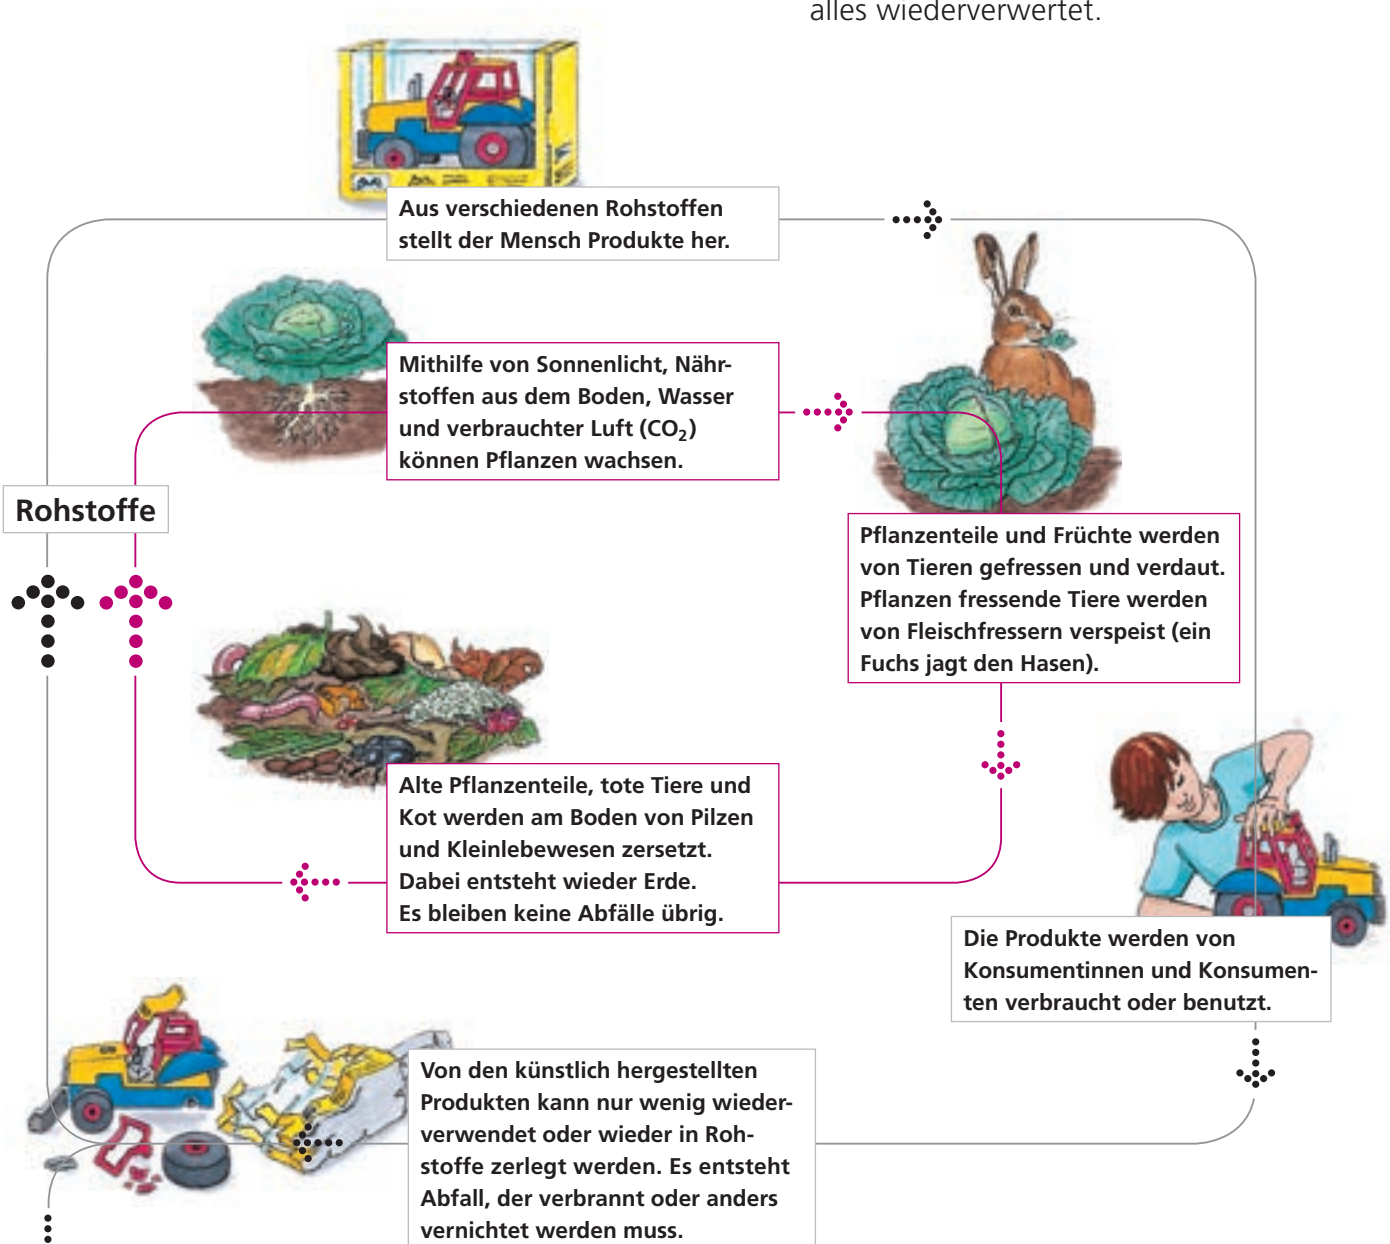 alles wiederverwertet.
Aus verschiedenen Rohstoffen
stellt der Mensch Produkte her.
Mithilfe von Sonnenlicht, Nähr-
stoffen aus dem Boden, Wasser
und verbrauchter Luft (CO₂)
können Pflanzen wachsen.
Rohstoffe
Pflanzenteile und Früchte werden
von Tieren gefressen und verdaut.
Pflanzen fressende Tiere werden
von Fleischfressern verspeist (ein
Fuchs jagt den Hasen).
Alte Pflanzenteile, tote Tiere und
Kot werden am Boden von Pilzen
und Kleinlebewesen zersetzt.
Dabei entsteht wieder Erde.
Es bleiben keine Abfälle übrig.
Die Produkte werden von
Konsumentinnen und Konsumen-
ten verbraucht oder benutzt.
Von den künstlich hergestellten
Produkten kann nur wenig wieder-
verwendet oder wieder in Roh-
stoffe zerlegt werden. Es entsteht
Abfall, der verbrannt oder anders
vernichtet werden muss.